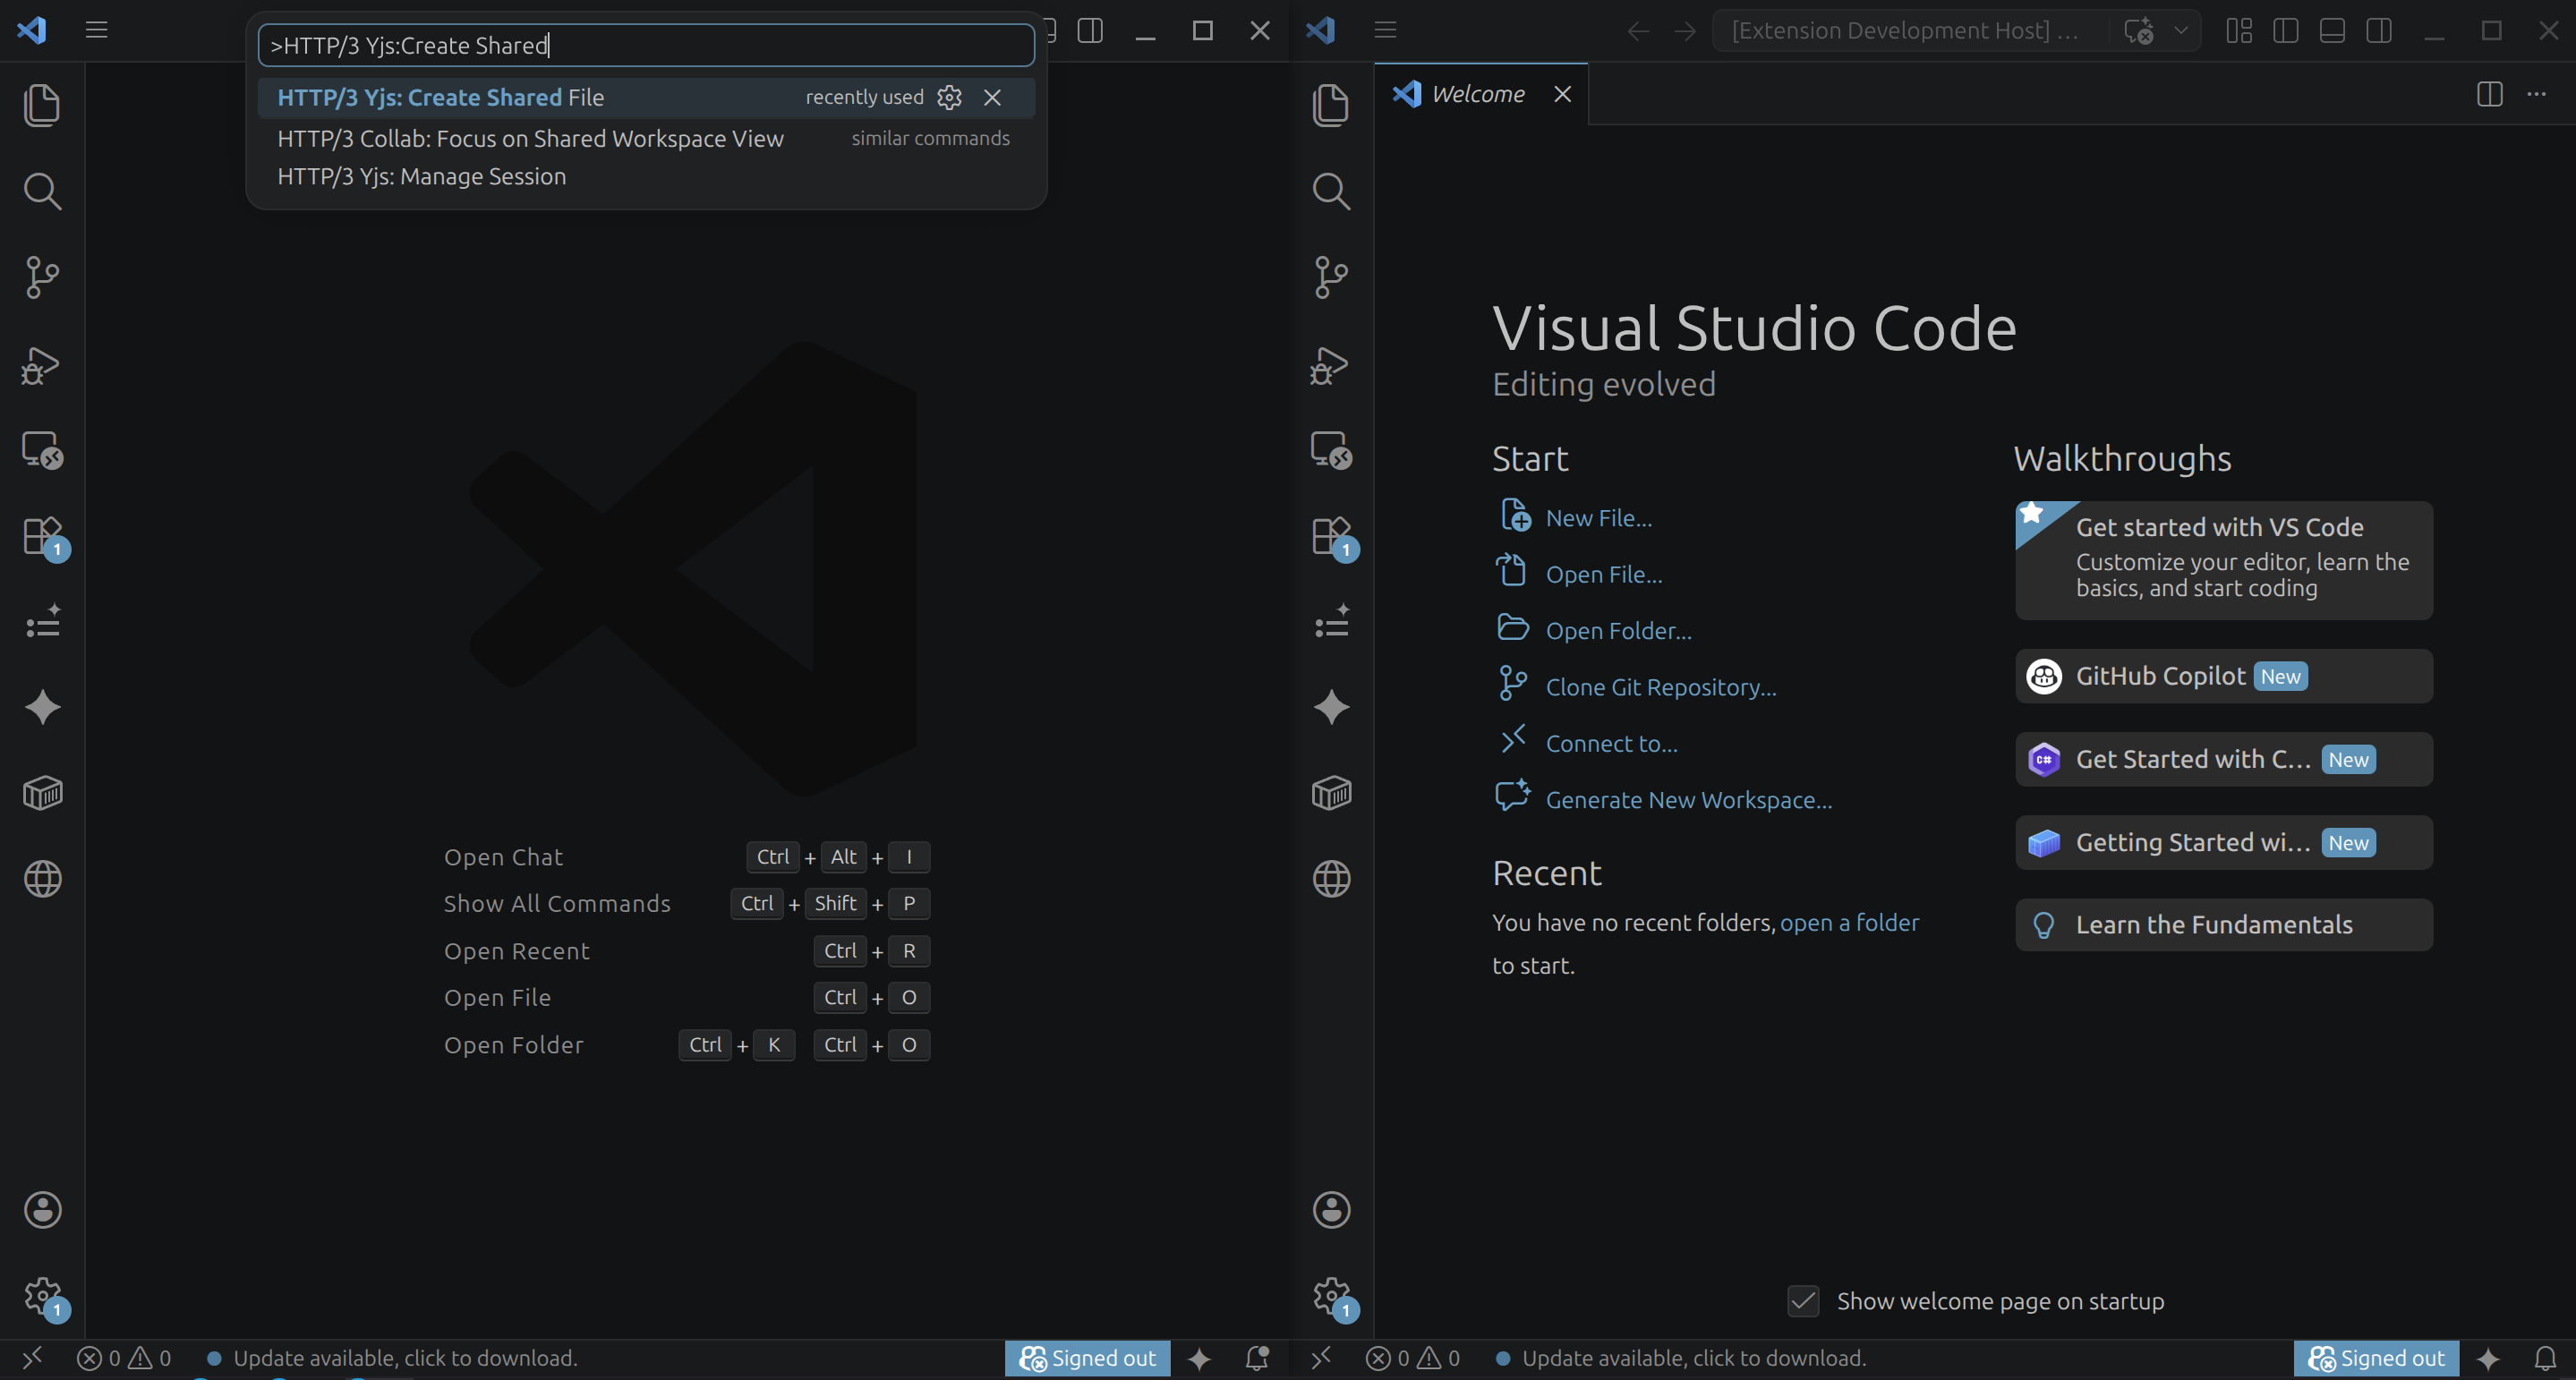 >HTTP/3 Yjs:Create Shared
HTTP/3 Yjs: Create Shared File recently used
HTTP/3 Collab: Focus on Shared Workspace View similar commands
HTTP/3 Yjs: Manage Session
1
Open Chat Ctrl + Alt + I
Show All Commands Ctrl + Shift + P
Open Recent Ctrl + R
Open File Ctrl + O
Open Folder Ctrl + K Ctrl + O
1
0 0 Update available, click to download. Signed out
[Extension Development Host] ...
Welcome
Visual Studio Code
Editing evolved
Start
New File...
Open File...
Open Folder...
Clone Git Repository...
Connect to...
Generate New Workspace...
Recent
You have no recent folders, open a folder
to start.
Walkthroughs
Get started with VS Code
Customize your editor, learn the
basics, and start coding
GitHub Copilot New
C# Get Started with C... New
Getting Started wi... New
Learn the Fundamentals
1
1
Show welcome page on startup
0 0 Update available, click to download. Signed out